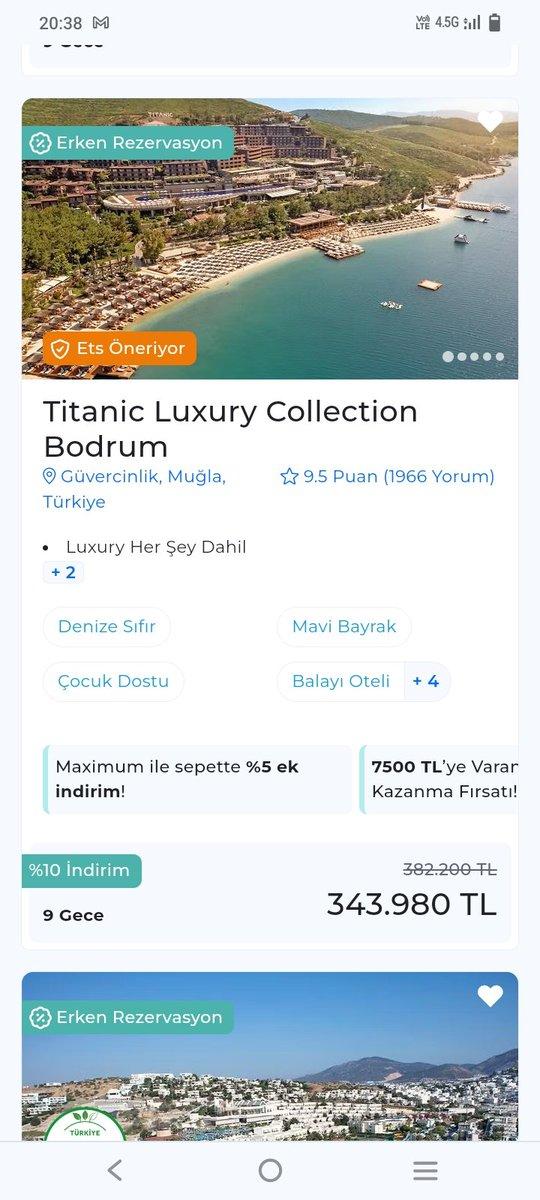 20:38
Vo))
LTE 4.5G
9 Gece
TITANIC
Erken Rezervasyon
Ets Öneriyor
Titanic Luxury Collection
Bodrum
Güvercinlik, Muğla,
Türkiye
9.5 Puan (1966 Yorum)
• Luxury Her Şey Dahil
+ 2
Denize Sıfır
Mavi Bayrak
Çocuk Dostu
Balayı Oteli + 4
Maximum ile sepette %5 ek
indirim!
7500 TL'ye Varan
Kazanma Fırsatı!
%10 İndirim
382.200 TL
9 Gece
343.980 TL
Erken Rezervasyon
TÜRKİYE